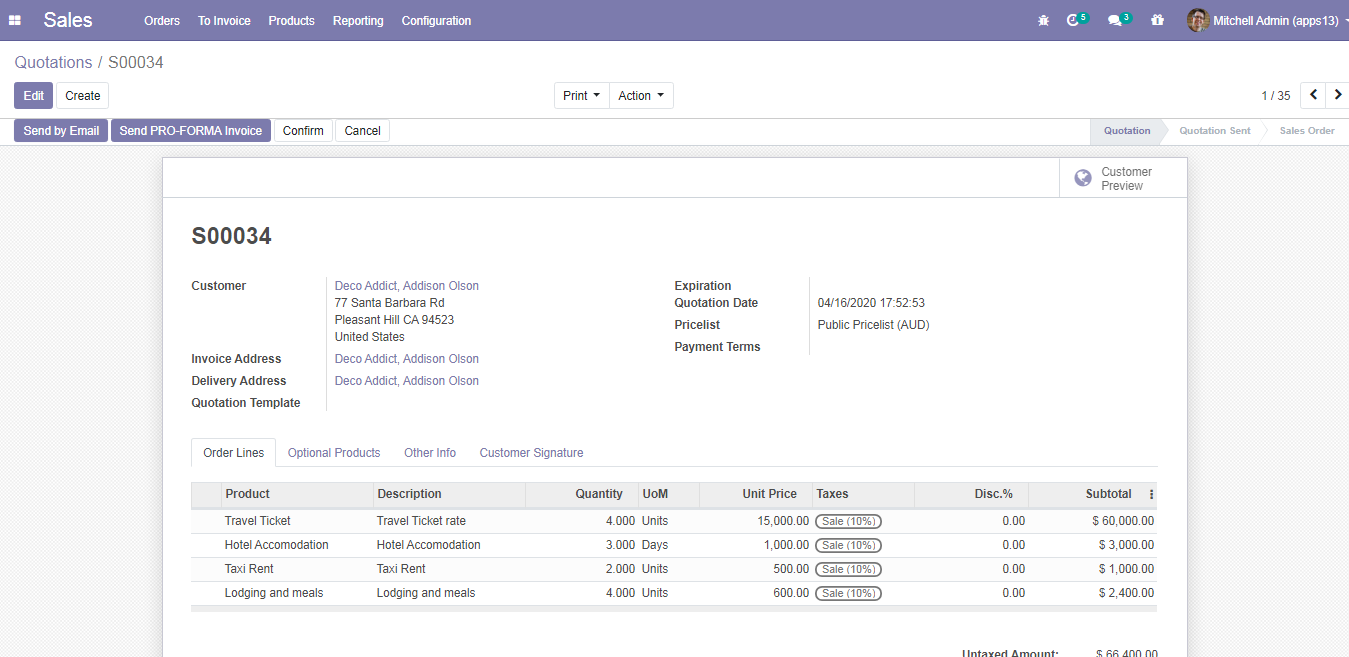 Sales Orders To Invoice Products Reporting Configuration 5 3 Mitchell Admin (apps13)
Quotations / S00034
Edit Create Print Action 1 / 35
Send by Email Send PRO-FORMA Invoice Confirm Cancel Quotation Quotation Sent Sales Order
Customer
Preview
S00034
Customer Deco Addict, Addison Olson
77 Santa Barbara Rd
Pleasant Hill CA 94523
United States
Invoice Address Deco Addict, Addison Olson
Delivery Address Deco Addict, Addison Olson
Quotation Template
Expiration
Quotation Date 04/16/2020 17:52:53
Pricelist Public Pricelist (AUD)
Payment Terms
Order Lines Optional Products Other Info Customer Signature
Product Description Quantity UoM Unit Price Taxes Disc.% Subtotal
Travel Ticket Travel Ticket rate 4.000 Units 15,000.00 Sale (10%) 0.00 $ 60,000.00
Hotel Accomodation Hotel Accomodation 3.000 Days 1,000.00 Sale (10%) 0.00 $ 3,000.00
Taxi Rent Taxi Rent 2.000 Units 500.00 Sale (10%) 0.00 $ 1,000.00
Lodging and meals Lodging and meals 4.000 Units 600.00 Sale (10%) 0.00 $ 2,400.00
Untaxed Amount: $ 66,400.00